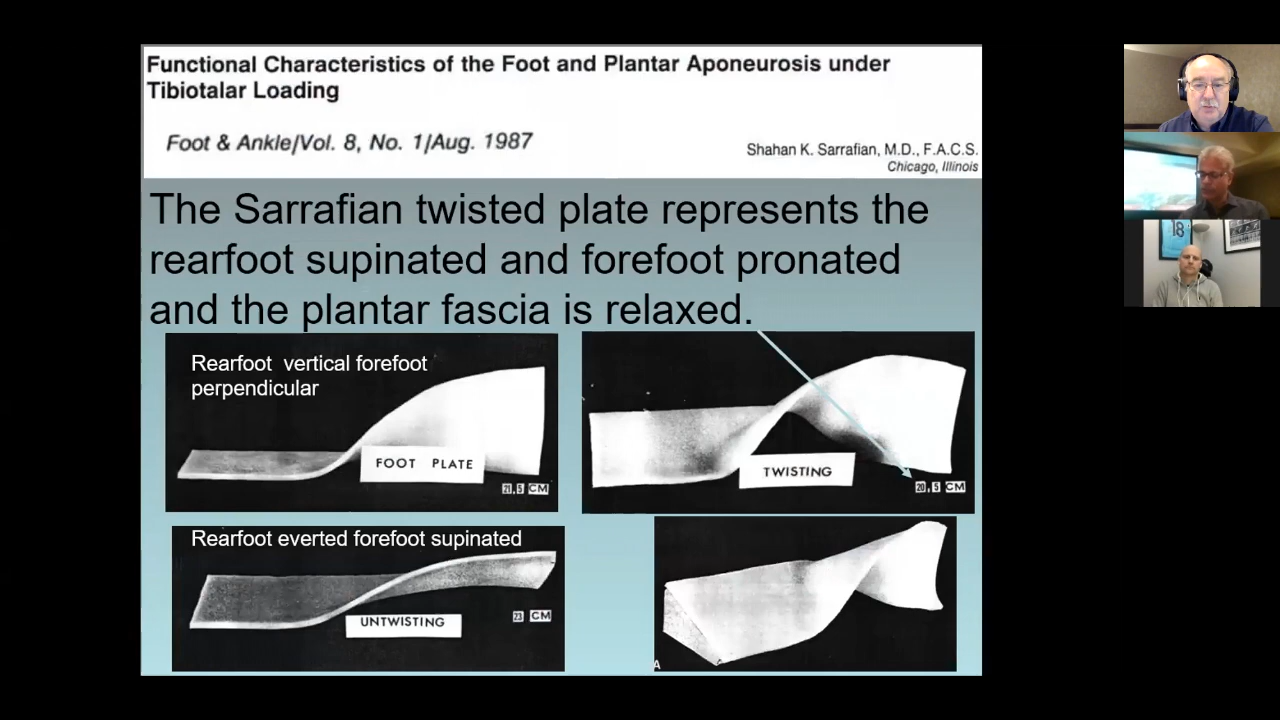 Functional Characteristics of the Foot and Plantar Aponeurosis under
Tibiotalar Loading
Foot & Ankle/Vol. 8, No. 1/Aug. 1987
Shahan K. Sarrafian, M.D., F.A.C.S.
Chicago, Illinois
The Sarrafian twisted plate represents the
rearfoot supinated and forefoot pronated
and the plantar fascia is relaxed.
Rearfoot vertical forefoot
perpendicular
FOOT PLATE
21,5 CM
TWISTING
20,5 CM
Rearfoot everted forefoot supinated
UNTWISTING
23 CM
A
18